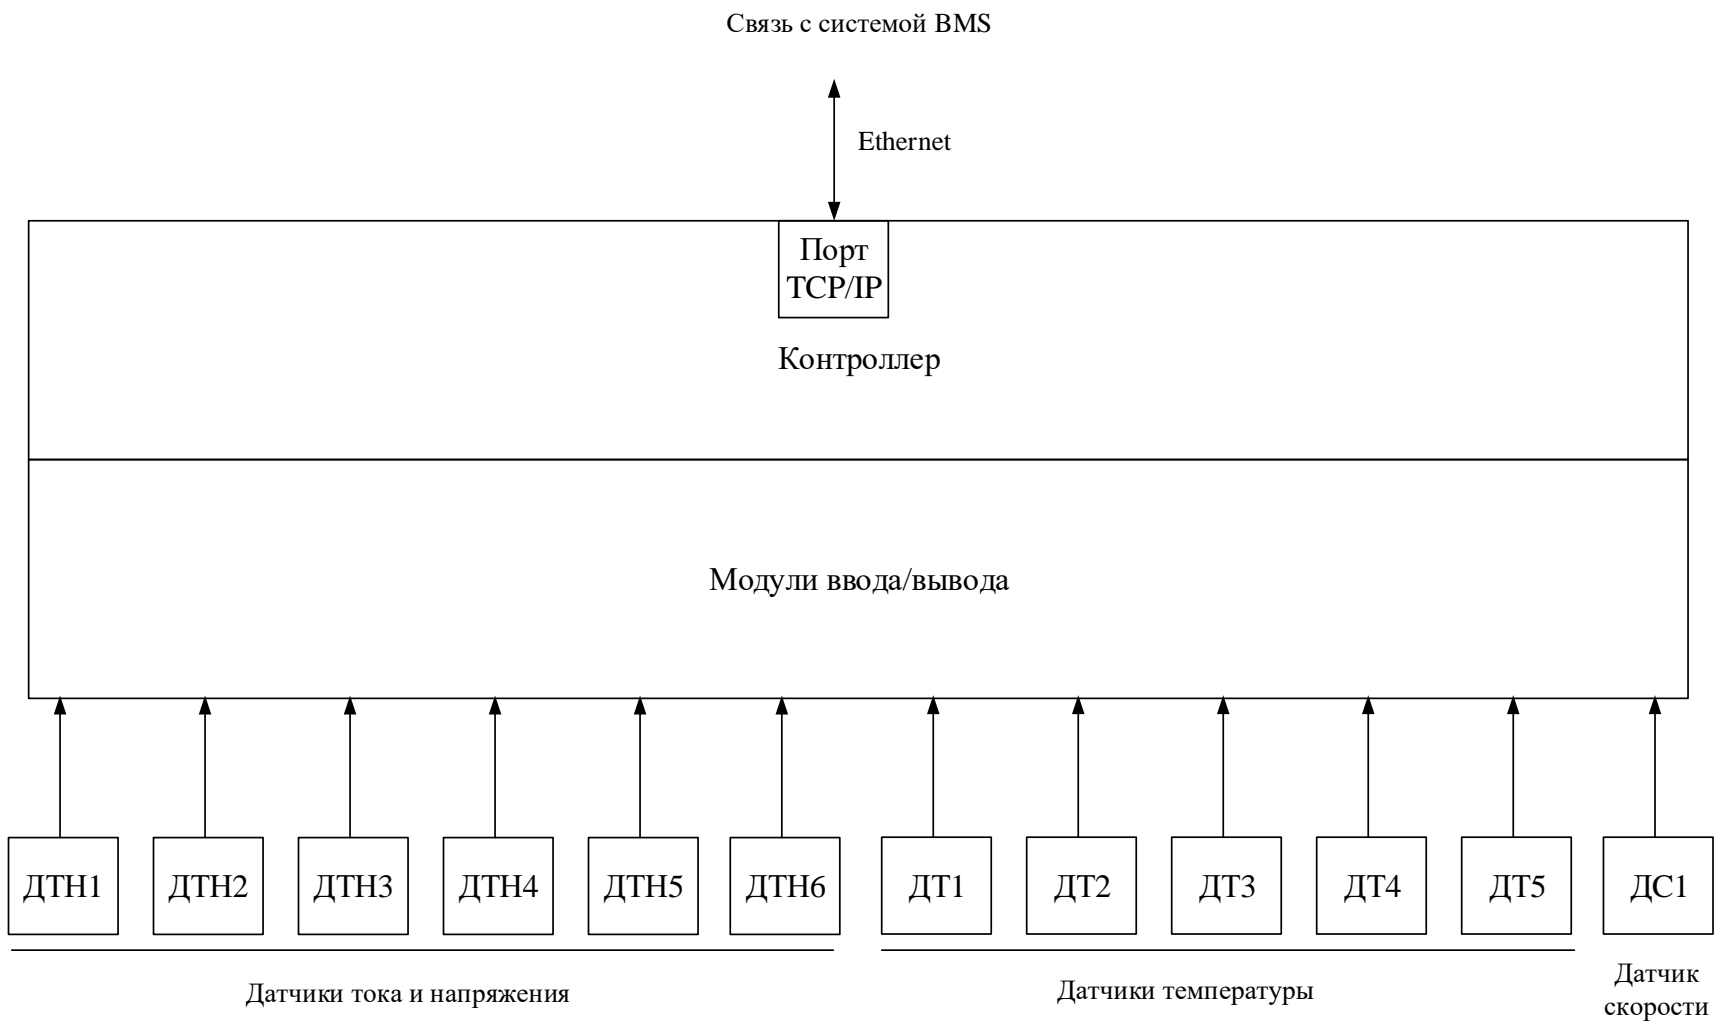 Связь с системой BMS
Ethernet
Порт
TCP/IP
Контроллер
Модули ввода/вывода
ДТН1
ДТН2
ДТН3
ДТН4
ДТН5
ДТН6
ДТ1
ДТ2
ДТ3
ДТ4
ДТ5
ДС1
Датчики тока и напряжения
Датчики температуры
Датчик
скорости